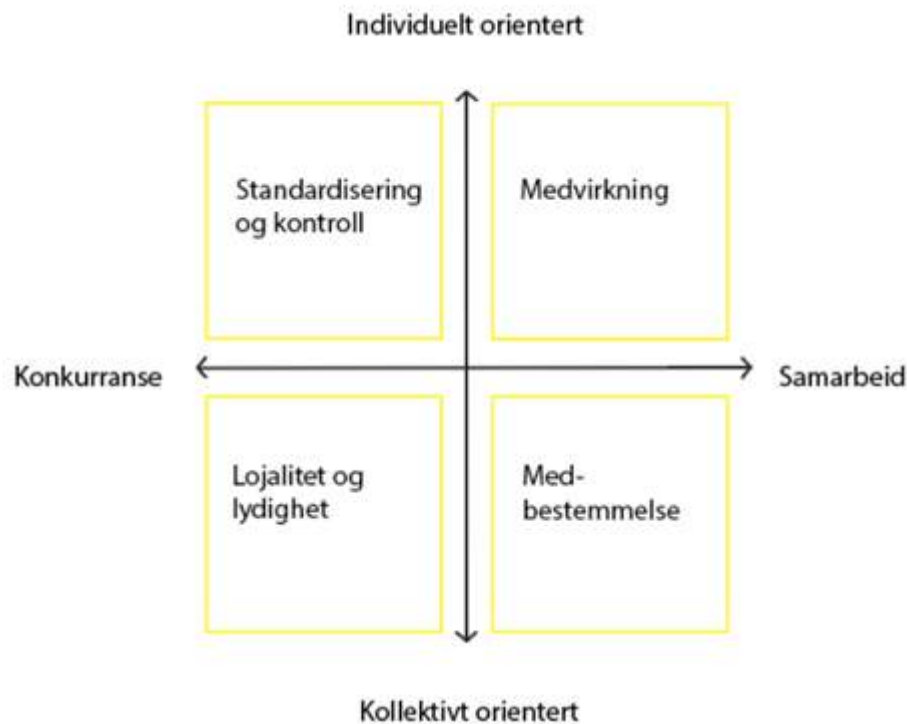 Individuelt orientert
Standardisering
og kontroll
Medvirkning
Konkurranse
Samarbeid
Lojalitet og
lydighet
Med-
bestemmelse
Kollektivt orientert